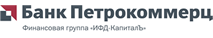 Банк Петрокоммерц
Финансовая группа «ИФД-КапиталЪ»